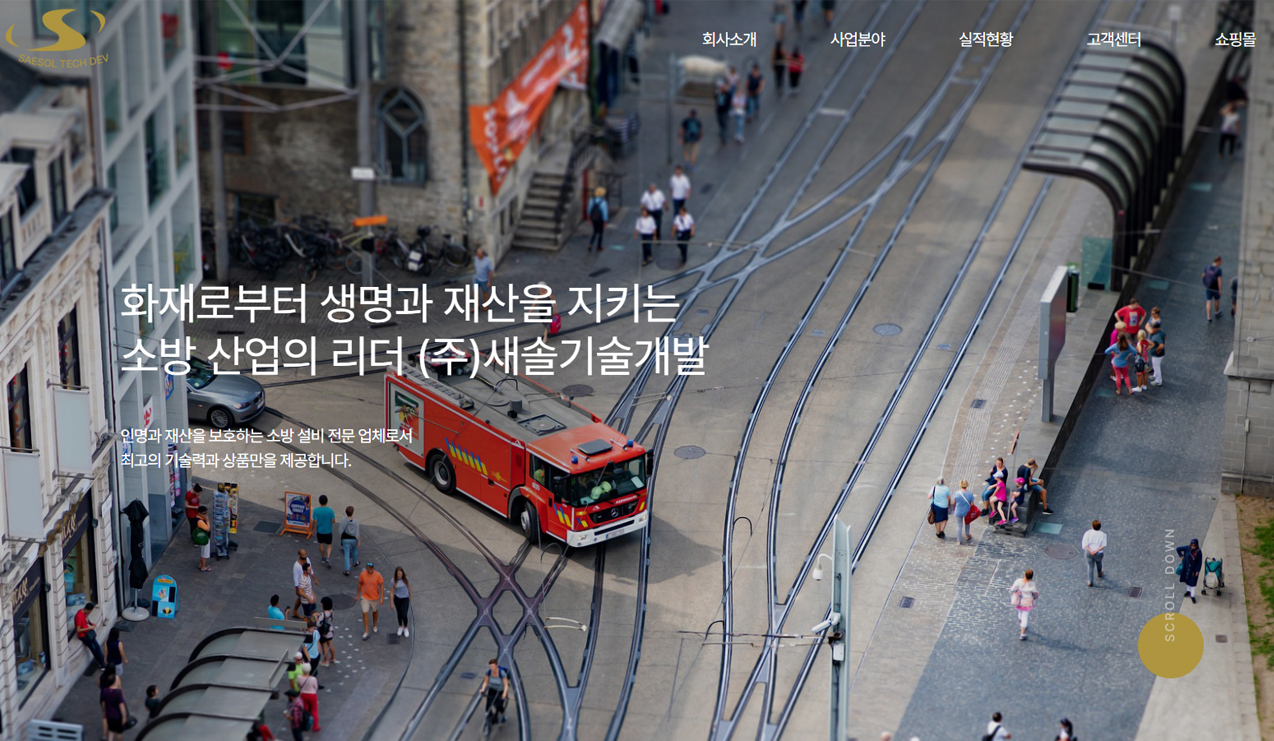 SAESOL TECH DEV
회사소개
사업분야
실적현황
고객센터
쇼핑몰
화재로부터 생명과 재산을 지키는
소방 산업의 리더 (주)새솔기술개발
인명과 재산을 보호하는 소방 설비 전문 업체로서
최고의 기술력과 상품만을 제공합니다.
SCROLL DOWN